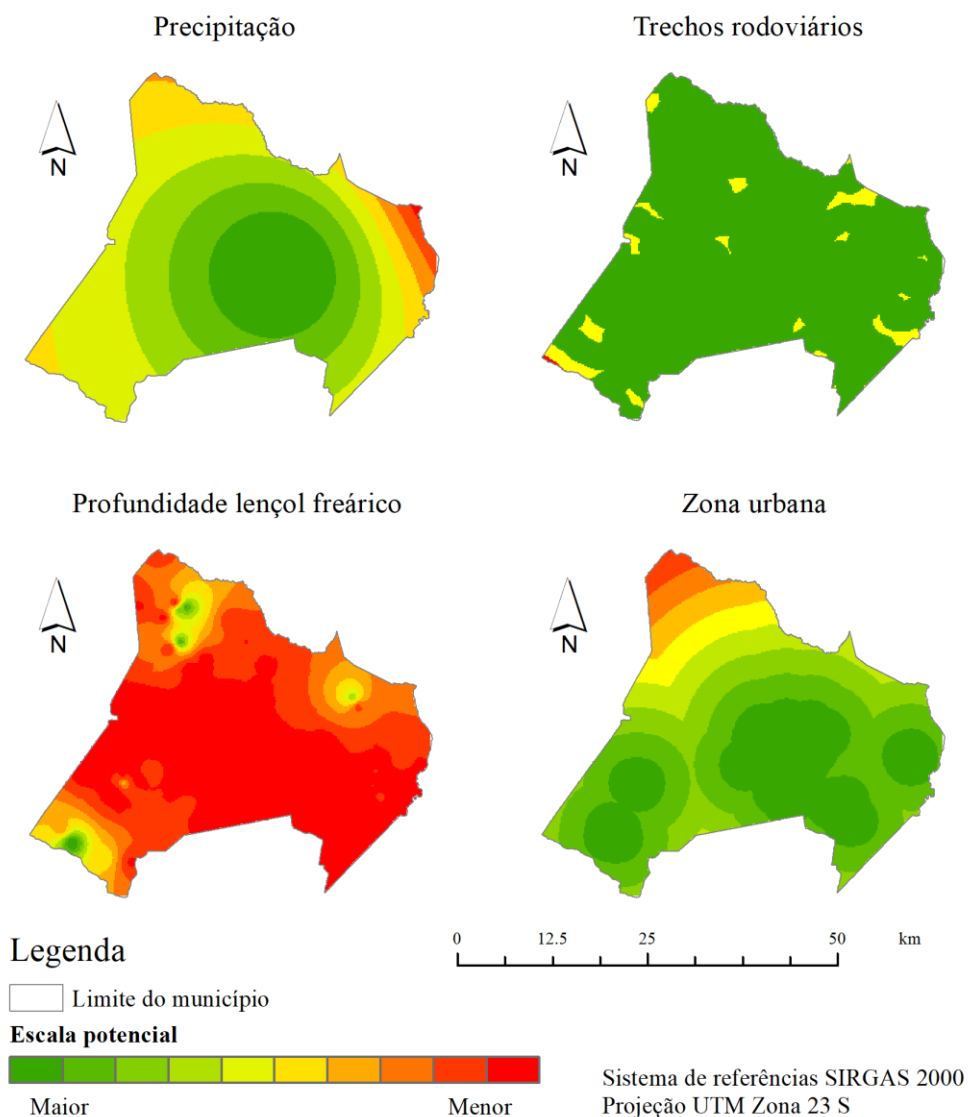 Precipitação
Trechos rodoviários
N
N
Profundidade lençol freárico
Zona urbana
N
N
Legenda
0 12.5 25 50 km
Limite do município
Escala potencial
Maior Menor
Sistema de referências SIRGAS 2000
Projeção UTM Zona 23 S